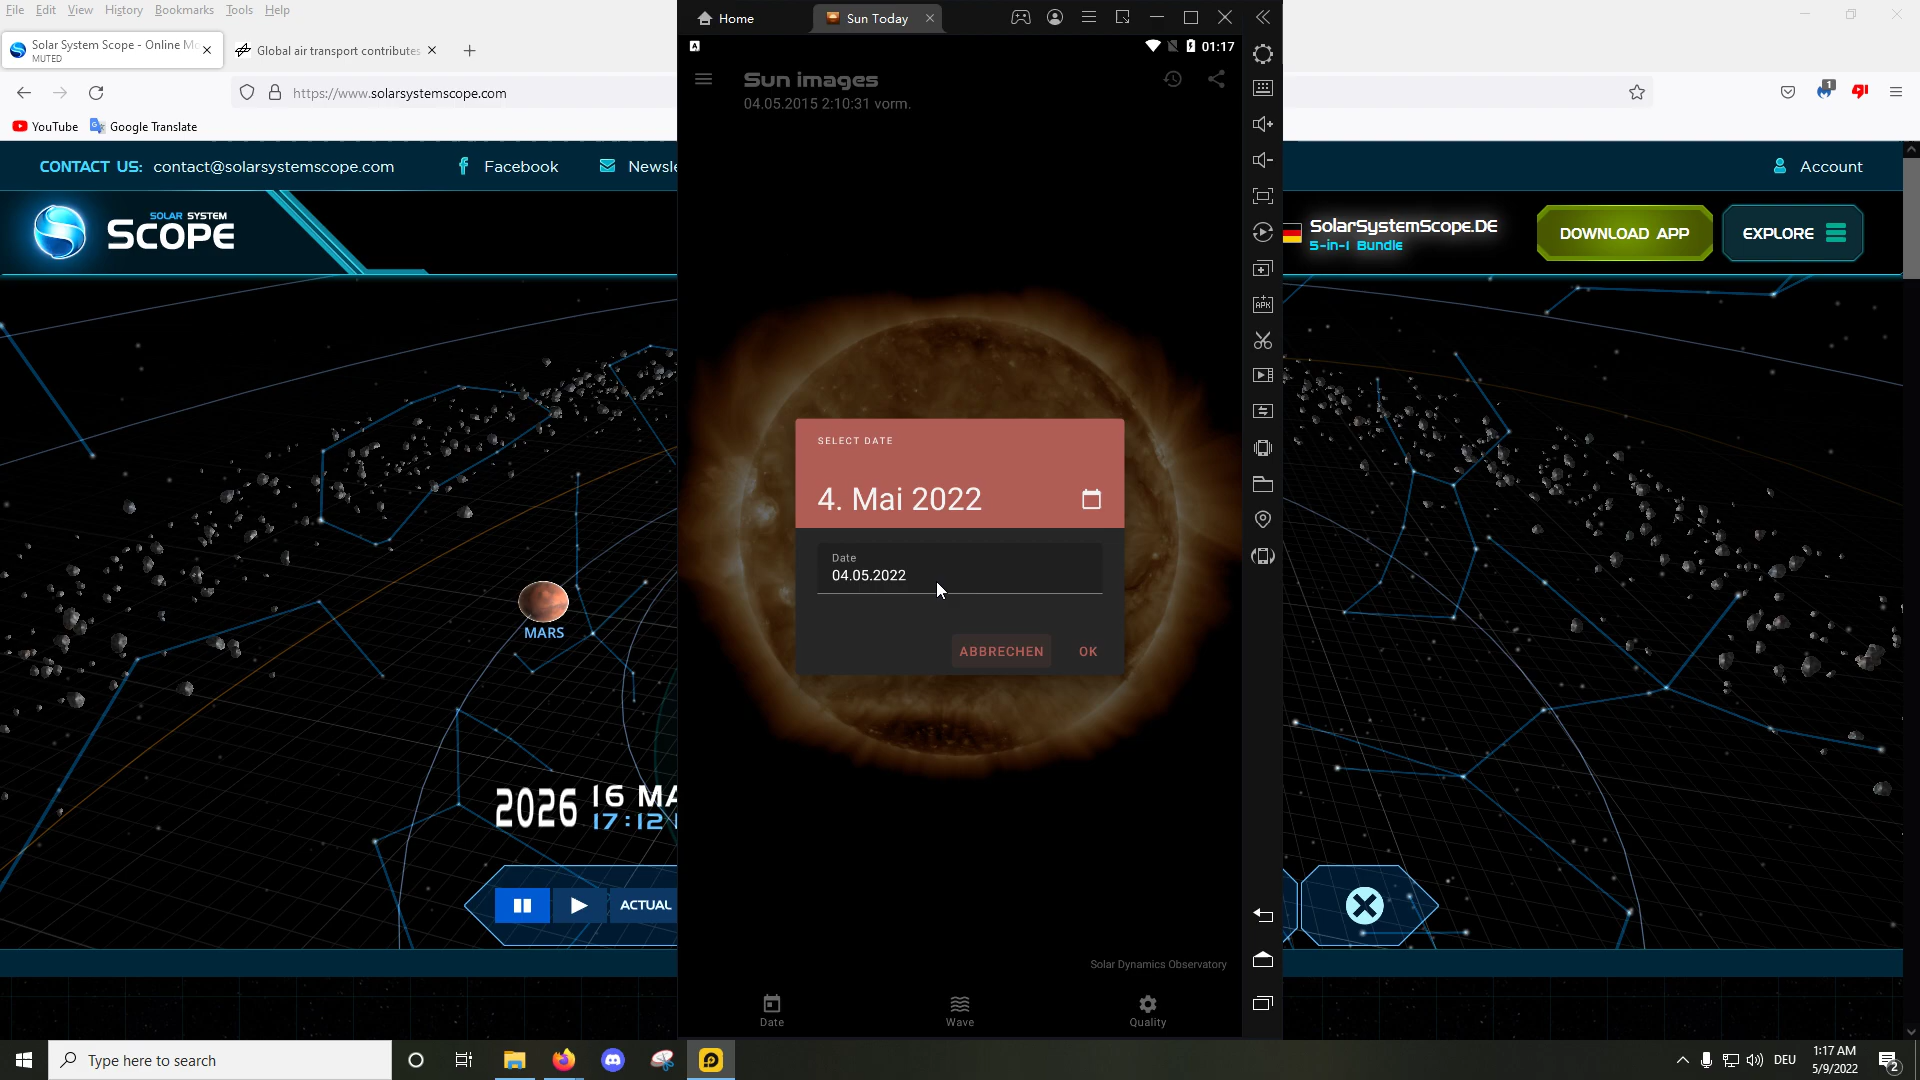 File Edit View History Bookmarks Tools Help
Solar System Scope - Online Mo
MUTED
Global air transport contributes
https://www.solarsystemscope.com
1
YouTube
Google Translate
CONTACT US: contact@solarsystemscope.com
Facebook
Newsle
Account
SOLAR SYSTEM
SCOPE
SolarSystemScope.DE
5-in-1 Bundle
DOWNLOAD APP
EXPLORE
MARS
2026
16 MA
17:12
ACTUAL
Home
Sun Today
A
01:17
Sun images
04.05.2015 2:10:31 vorm.
SELECT DATE
4. Mai 2022
Date
04.05.2022
ABBRECHEN
OK
Solar Dynamics Observatory
Date
Wave
Quality
APK
Type here to search
DEU
1:17 AM
5/9/2022
2